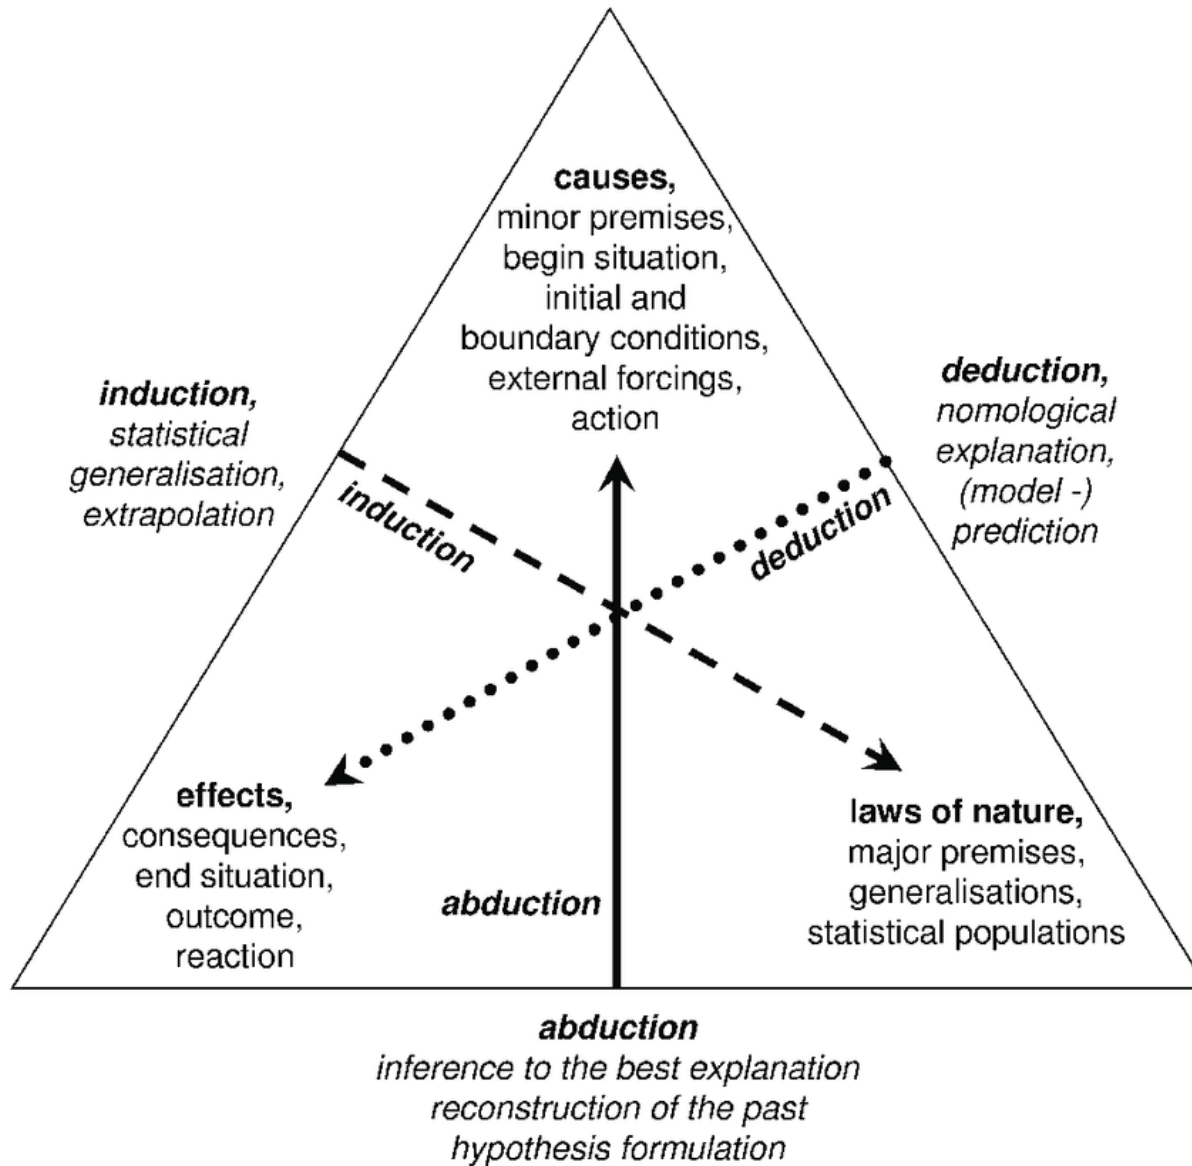 causes,
minor premises,
begin situation,
initial and
boundary conditions,
external forcings,
action
induction,
statistical
generalisation,
extrapolation
deduction,
nomological
explanation,
(model -)
prediction
induction
deduction
effects,
consequences,
end situation,
outcome,
reaction
abduction
laws of nature,
major premises,
generalisations,
statistical populations
abduction
inference to the best explanation
reconstruction of the past
hypothesis formulation